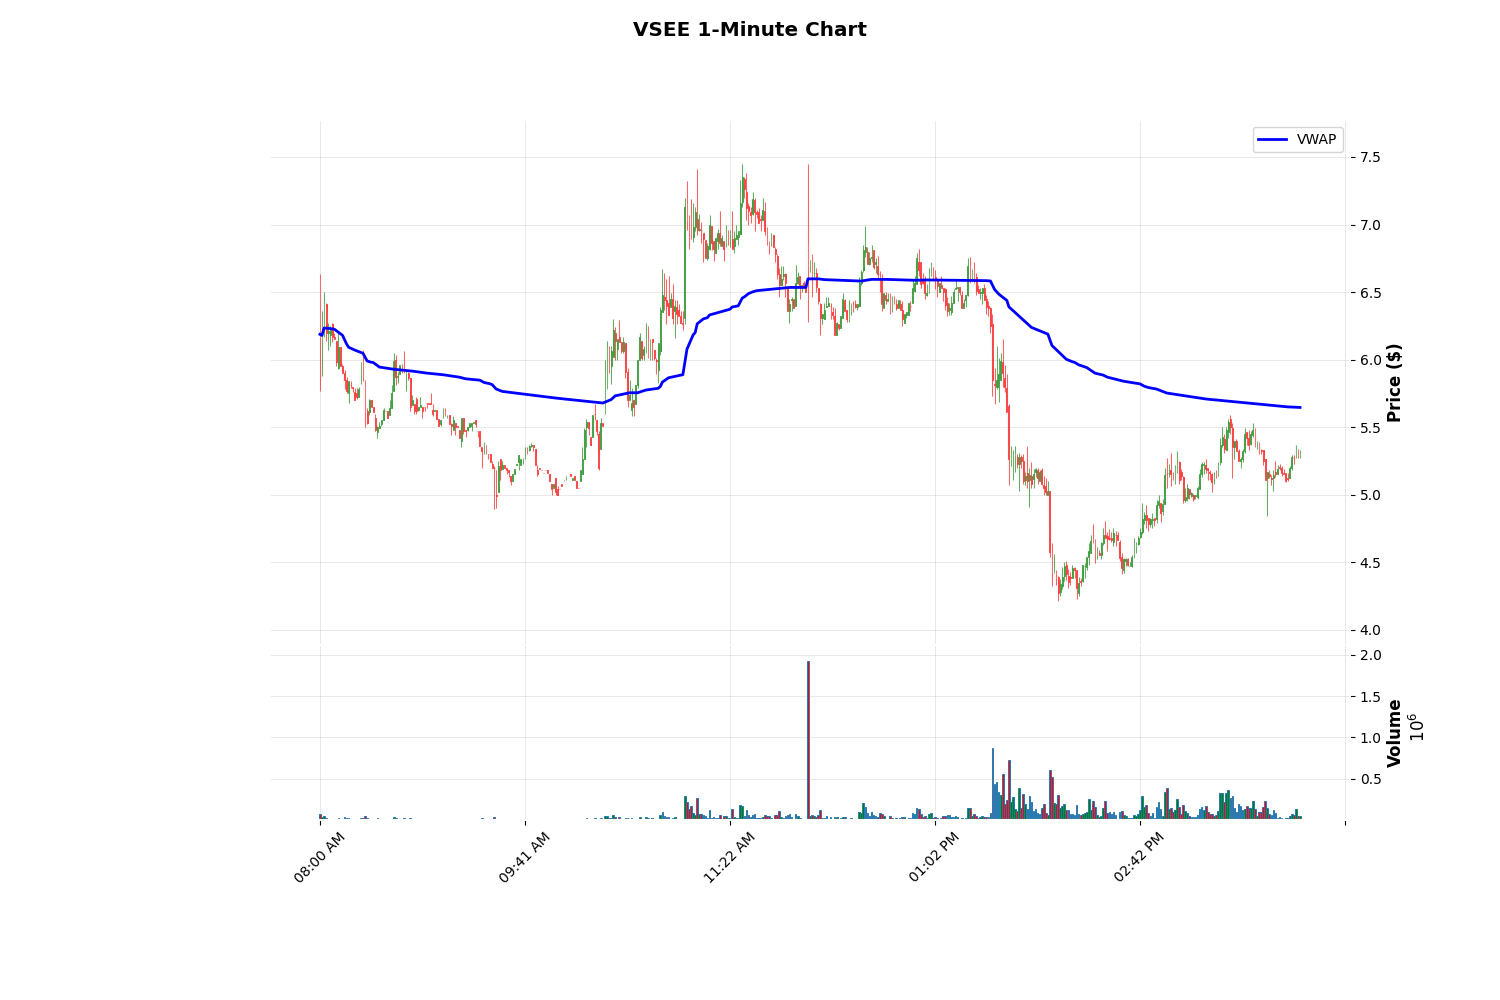 VSEE 1-Minute Chart
VWAP
7.5
7.0
6.5
6.0
5.5
5.0
4.5
4.0
Price ($)
2.0
1.5
1.0
0.5
Volume
10⁶
08:00 AM
09:41 AM
11:22 AM
01:02 PM
02:42 PM